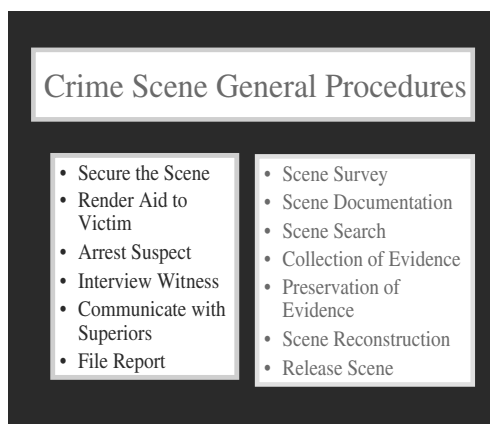 Crime Scene General Procedures
• Secure the Scene
• Render Aid to
Victim
• Arrest Suspect
• Interview Witness
• Communicate with
Superiors
• File Report
• Scene Survey
• Scene Documentation
• Scene Search
• Collection of Evidence
• Preservation of
Evidence
• Scene Reconstruction
• Release Scene